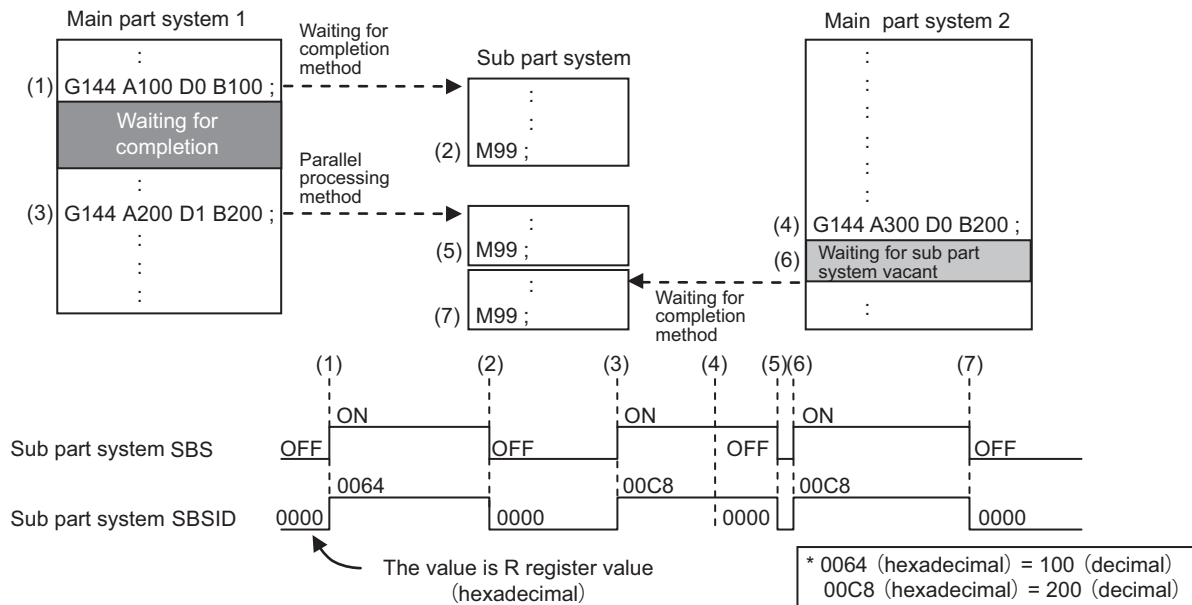 Main part system 1
:
(1) G144 A100 D0 B100 ;
Waiting for
completion
:
(3) G144 A200 D1 B200 ;
:
:
:
Waiting for
completion
method
Parallel
processing
method
Sub part system
:
:
(2) M99 ;
:
(5) M99 ;
:
(7) M99 ;
Waiting for
completion
method
Main part system 2
:
:
:
:
:
:
(4) G144 A300 D0 B200 ;
(6) Waiting for sub part
system vacant
:
(1) (2) (3) (4) (5) (6) (7)
ON ON ON
Sub part system SBS OFF OFF OFF OFF
0064 00C8 00C8
Sub part system SBSID 0000 0000 0000 0000
The value is R register value
(hexadecimal)
* 0064 (hexadecimal) = 100 (decimal)
00C8 (hexadecimal) = 200 (decimal)